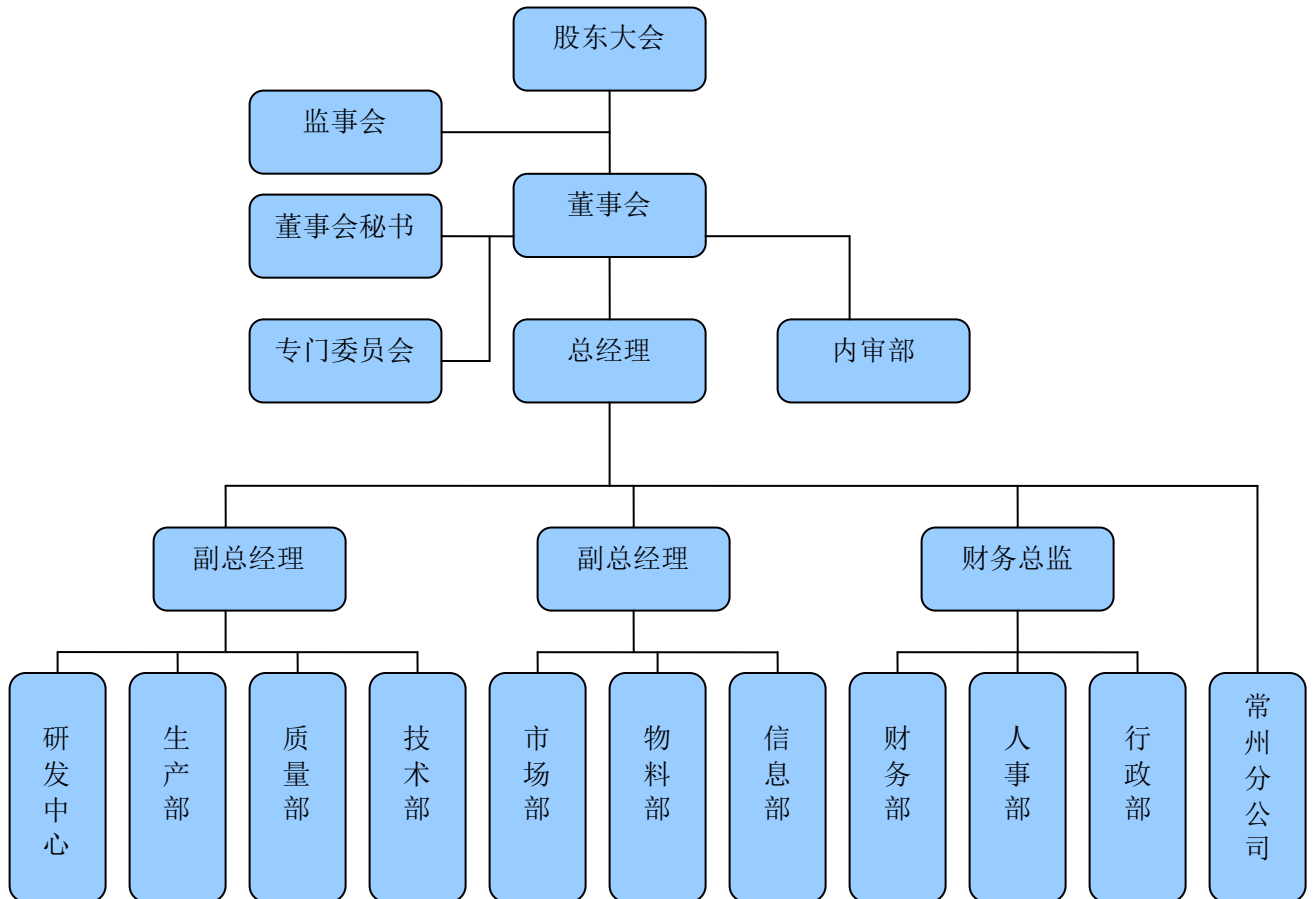 股东大会
监事会
董事会
董事会秘书
专门委员会
总经理
内审部
副总经理
副总经理
财务总监
研发中心
生产部
质量部
技术部
市场部
物料部
信息部
财务部
人事部
行政部
常州分公司